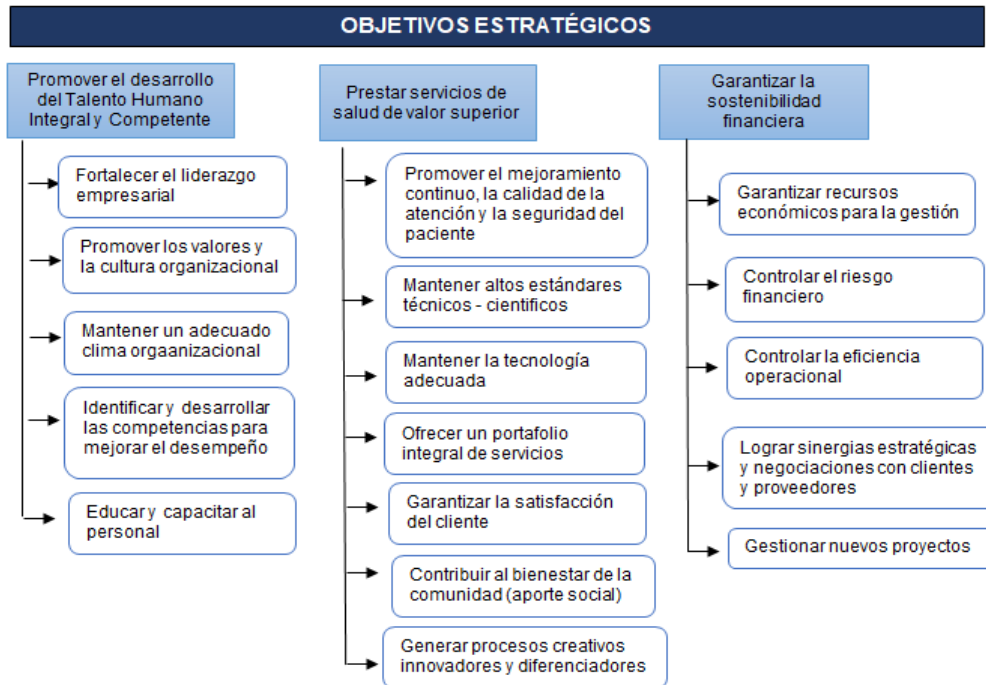 OBJETIVOS ESTRATÉGICOS
Promover el desarrollo
del Talento Humano
Integral y Competente
Fortalecer el liderazgo
empresarial
Promover los valores y
la cultura organizacional
Mantener un adecuado
clima orgaanizacional
Identificar y desarrollar
las competencias para
mejorar el desempeño
Educar y capacitar al
personal
Prestar servicios de
salud de valor superior
Promover el mejoramiento
continuo, la calidad de la
atención y la seguridad del
paciente
Mantener altos estándares
técnicos - cientificos
Mantener la tecnología
adecuada
Ofrecer un portafolio
integral de servicios
Garantizar la satisfacción
del cliente
Contribuir al bienestar de la
comunidad (aporte social)
Generar procesos creativos
innovadores y diferenciadores
Garantizar la
sostenibilidad
financiera
Garantizar recursos
económicos para la gestión
Controlar el riesgo
financiero
Controlar la eficiencia
operacional
Lograr sinergias estratégicas
y negociaciones con clientes
y proveedores
Gestionar nuevos proyectos